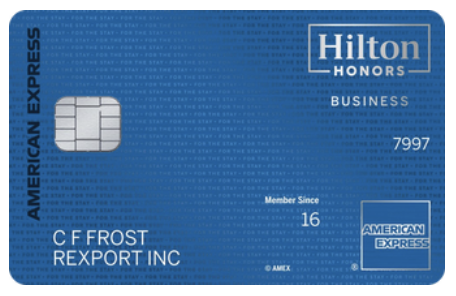 AMERICAN EXPRESS
Hilton
HONORS
BUSINESS
7997
Member Since
16
C F FROST
REXPORT INC
© AMEX
®
AMERICAN
EXPRESS